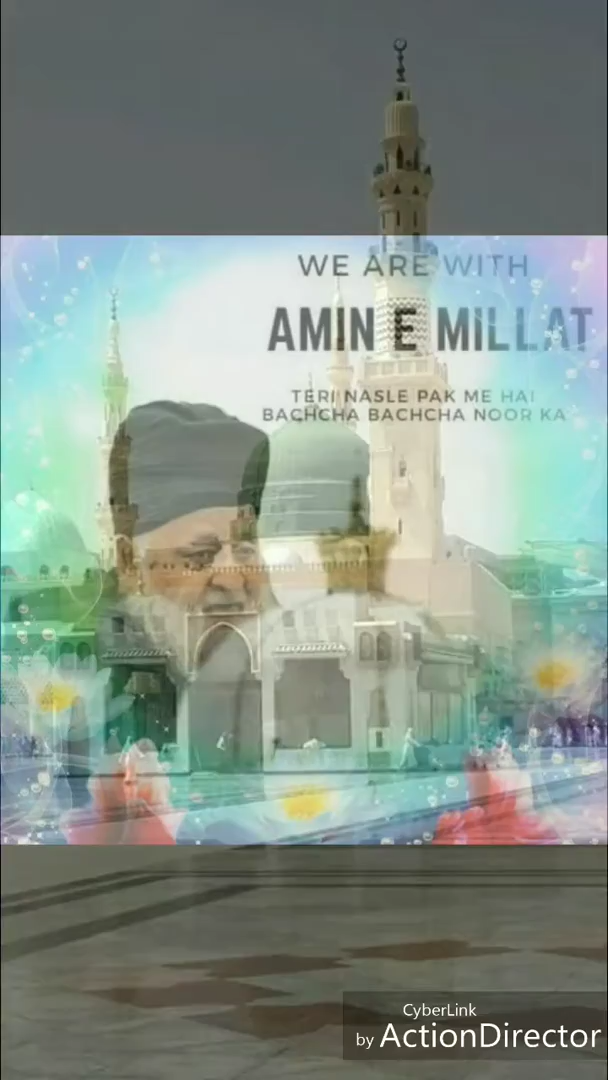 WE ARE WITH
AMIN E MILLAT
TERI NASLE PAK ME HAI
BACHCHA BACHCHA NOOR KA
CyberLink
by ActionDirector